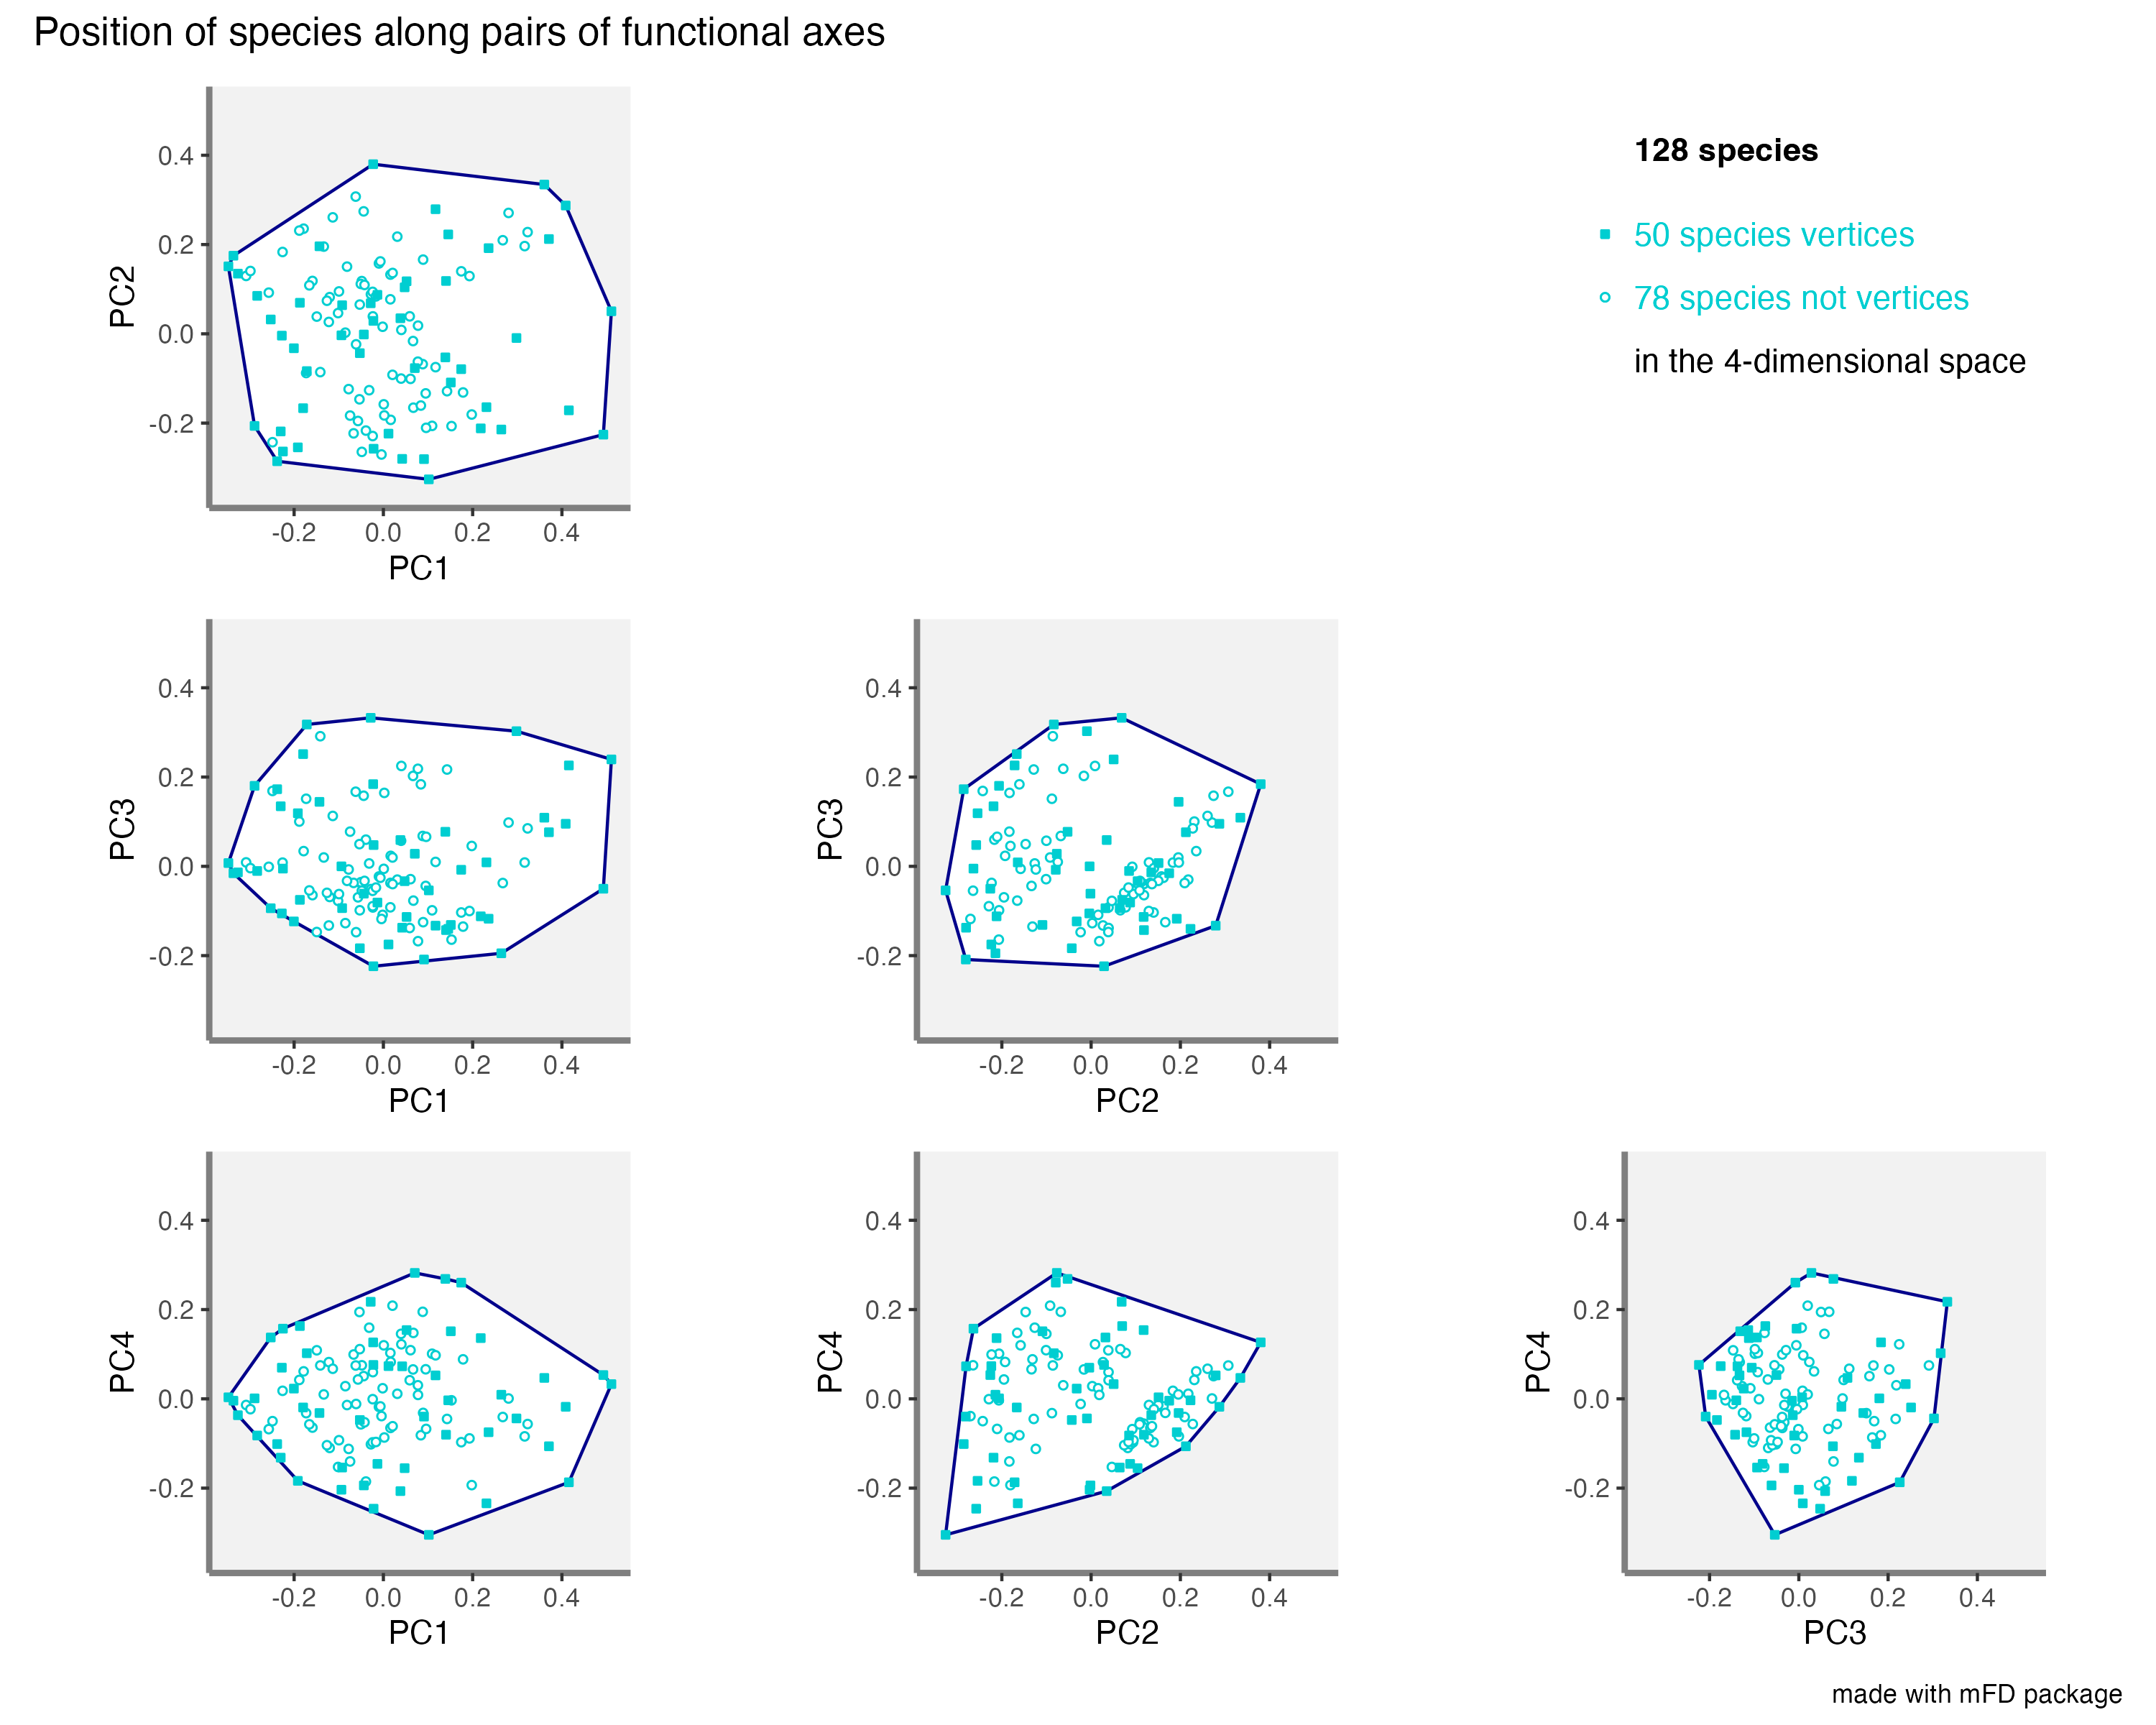 Position of species along pairs of functional axes
0.4
0.2
0.0
-0.2
PC2
-0.2 0.0 0.2 0.4
PC1
128 species
50 species vertices
78 species not vertices
in the 4-dimensional space
0.4
0.2
0.0
-0.2
PC3
-0.2 0.0 0.2 0.4
PC1
0.4
0.2
0.0
-0.2
PC3
-0.2 0.0 0.2 0.4
PC2
0.4
0.2
0.0
-0.2
PC4
-0.2 0.0 0.2 0.4
PC1
0.4
0.2
0.0
-0.2
PC4
-0.2 0.0 0.2 0.4
PC2
0.4
0.2
0.0
-0.2
PC4
-0.2 0.0 0.2 0.4
PC3
made with mFD package